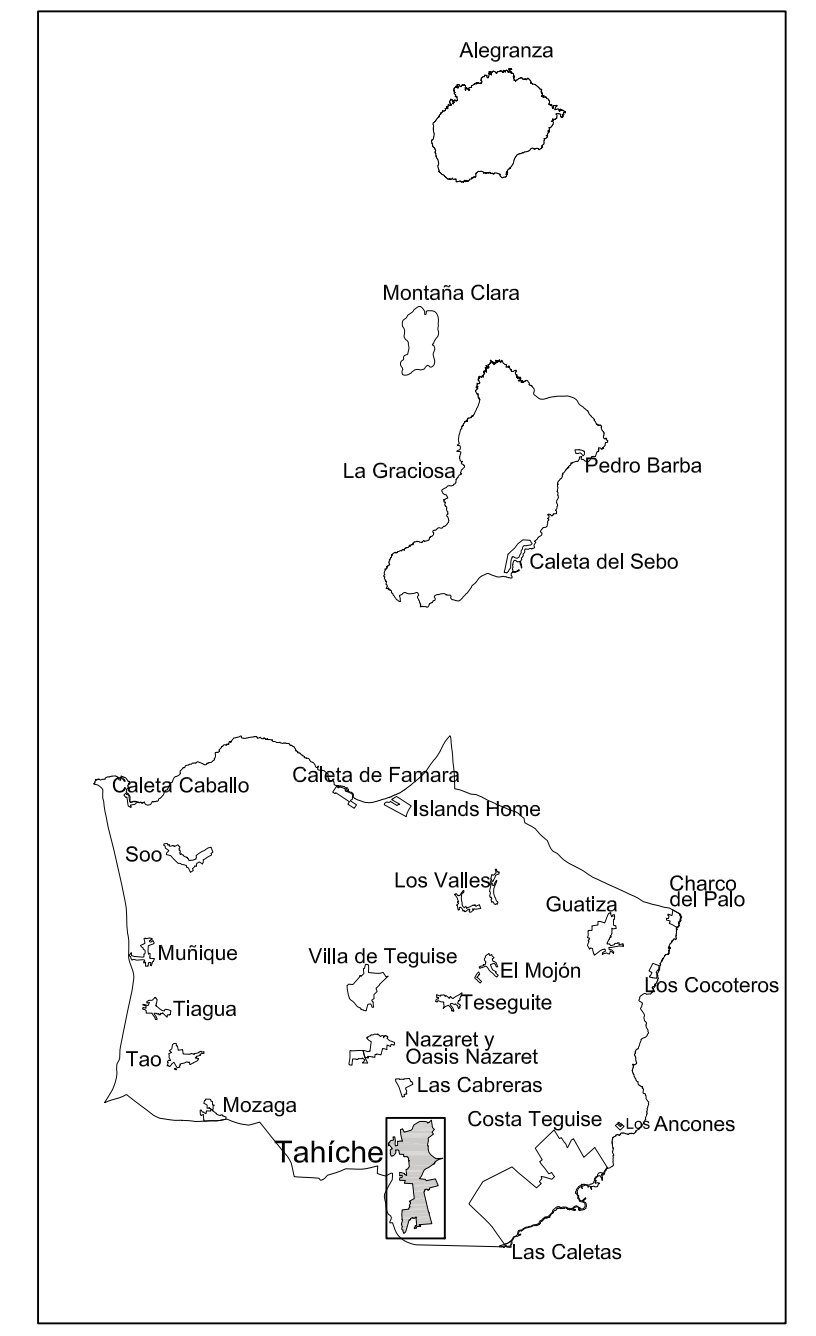 Alegranza
Montaña Clara
La Graciosa
Pedro Barba
Caleta del Sebo
Caleta de Famara
Caleta Caballo
Islands Home
Soo
Los Valles
Charco
del Palo
Guatiza
Muñique
Villa de Teguise
El Mojón
Los Cocoteros
Teseguite
Tiagua
Nazaret y
Oasis Nazaret
Tao
Las Cabreras
Mozaga
Costa Teguise
Los Ancones
Tahíche
Las Caletas